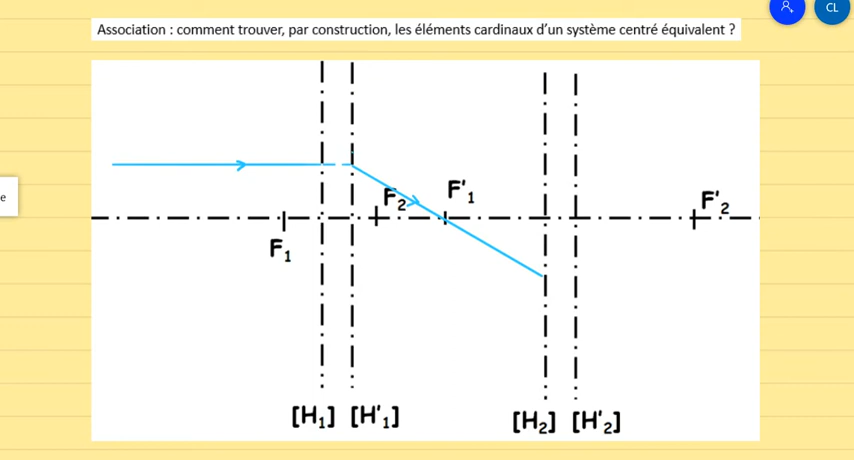 CL
Association : comment trouver, par construction, les éléments cardinaux d'un système centré équivalent ?
e
F₂ F'₁ F'₂
F₁
[H₁] [H'₁] [H₂] [H'₂]